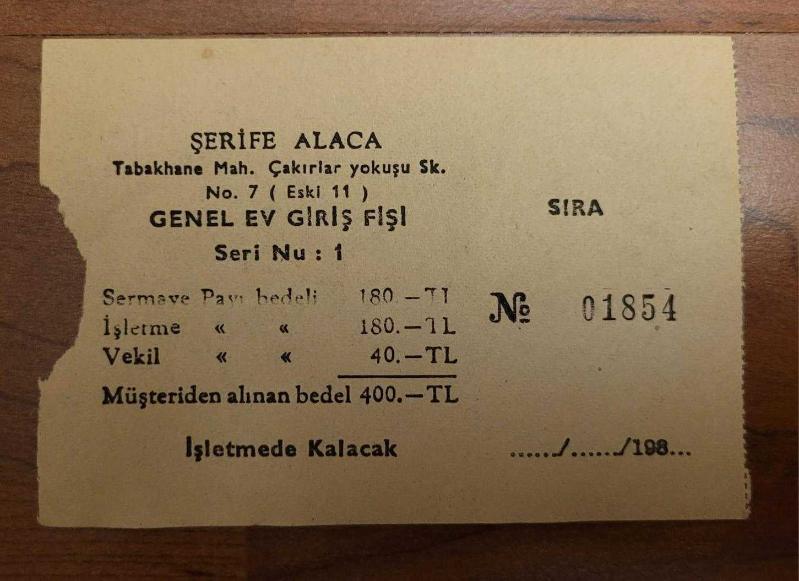 ŞERİFE ALACA
Tabakhane Mah. Çakırlar yokuşu Sk.
No. 7 ( Eski 11 )
GENEL EV GİRİŞ FİŞİ
Seri Nu : 1
SIRA
№ 01854
Sermaye Payı bedeli 180.—TL
İşletme « « 180.—TL
Vekil « « 40.—TL
Müşteriden alınan bedel 400.—TL
İşletmede Kalacak
....../....../198...